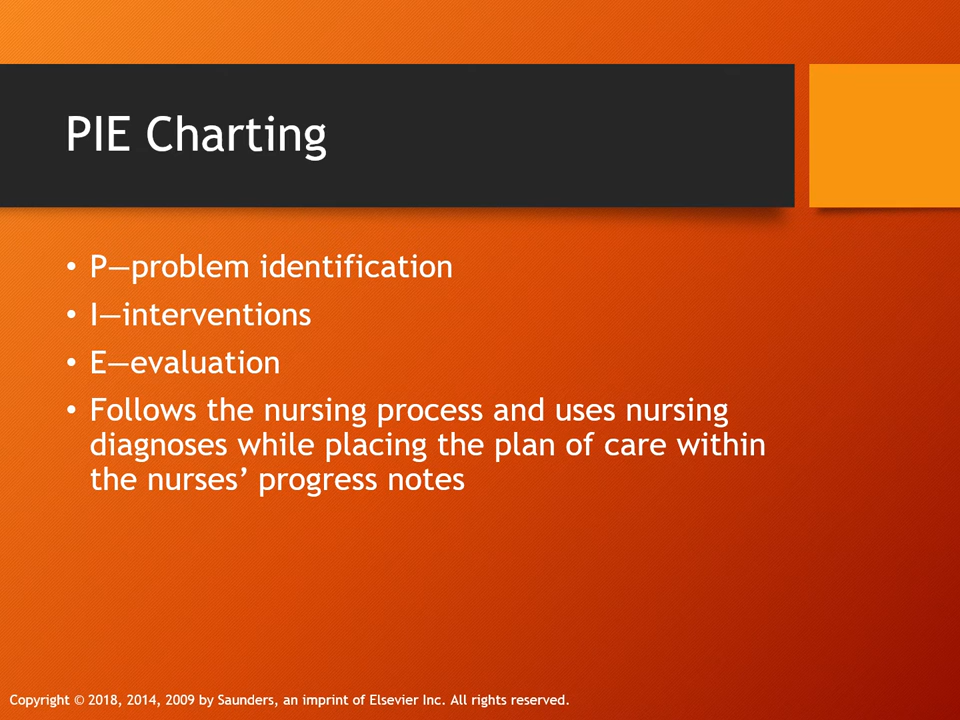 PIE Charting
• P—problem identification
• I—interventions
• E—evaluation
• Follows the nursing process and uses nursing
diagnoses while placing the plan of care within
the nurses’ progress notes
Copyright © 2018, 2014, 2009 by Saunders, an imprint of Elsevier Inc. All rights reserved.